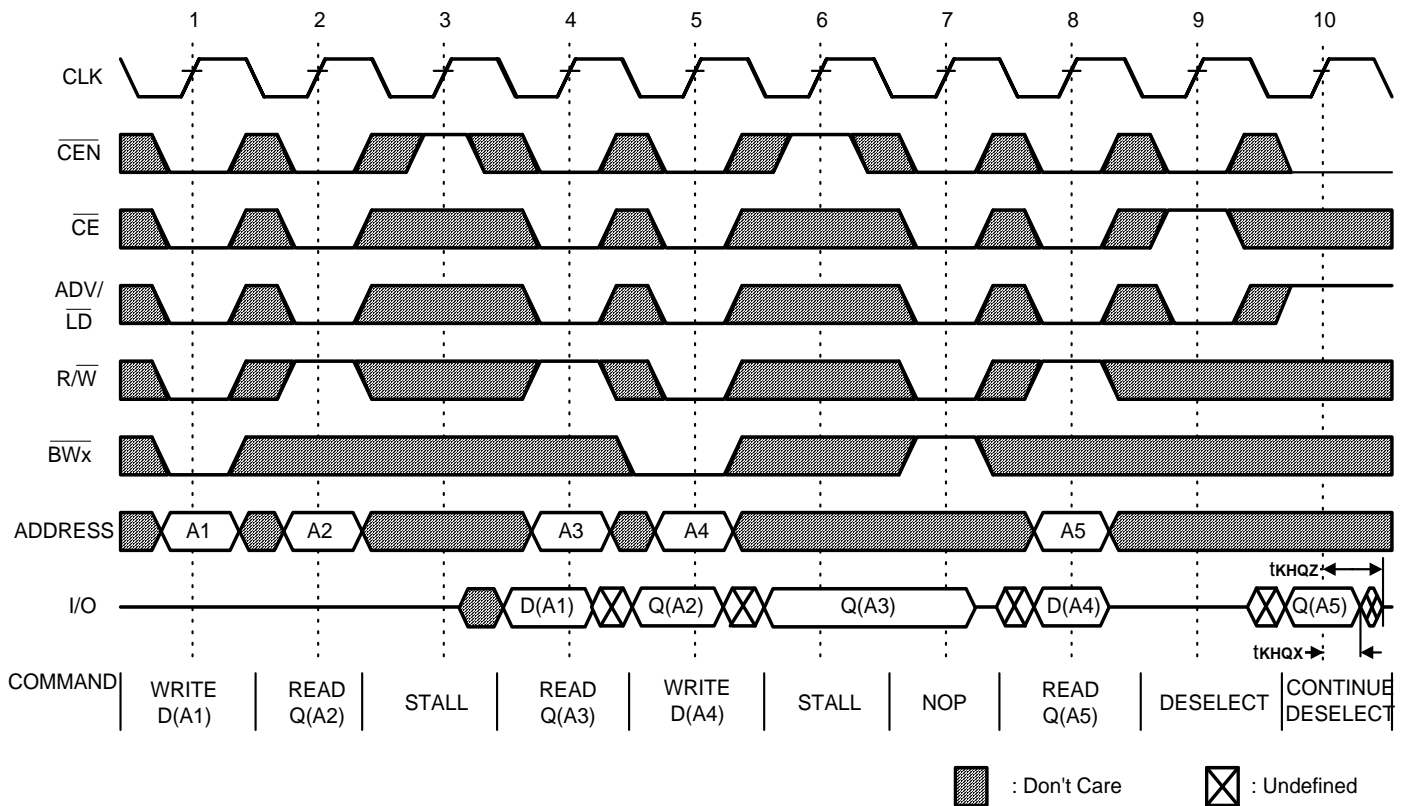 1 2 3 4 5 6 7 8 9 10
CLK
CEN
CE
ADV/
LD
R/W
BWx
ADDRESS A1 A2 A3 A4 A5
tKHQZ
I/O D(A1) Q(A2) Q(A3) D(A4) Q(A5)
tKHQX
COMMAND
WRITE D(A1)
READ Q(A2)
STALL
READ Q(A3)
WRITE D(A4)
STALL
NOP
READ Q(A5)
DESELECT
CONTINUE DESELECT
: Don't Care : Undefined